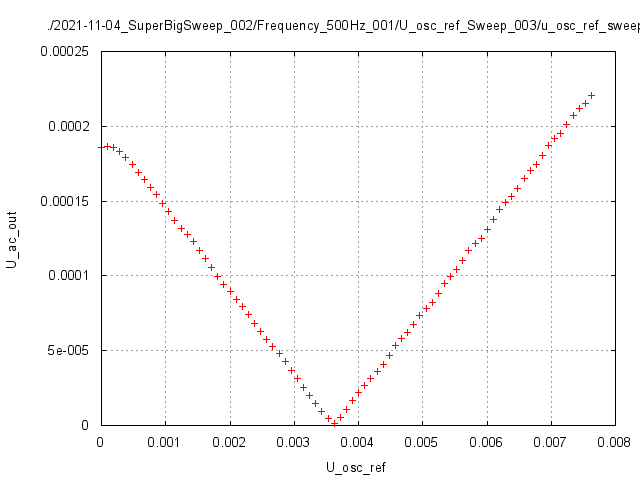 ./2021-11-04_SuperBigSweep_002/Frequency_500Hz_001/U_osc_ref_Sweep_003/u_osc_ref_sweep
0.00025
0.0002
0.00015
0.0001
5e-005
0
U_ac_out
0 0.001 0.002 0.003 0.004 0.005 0.006 0.007 0.008
U_osc_ref